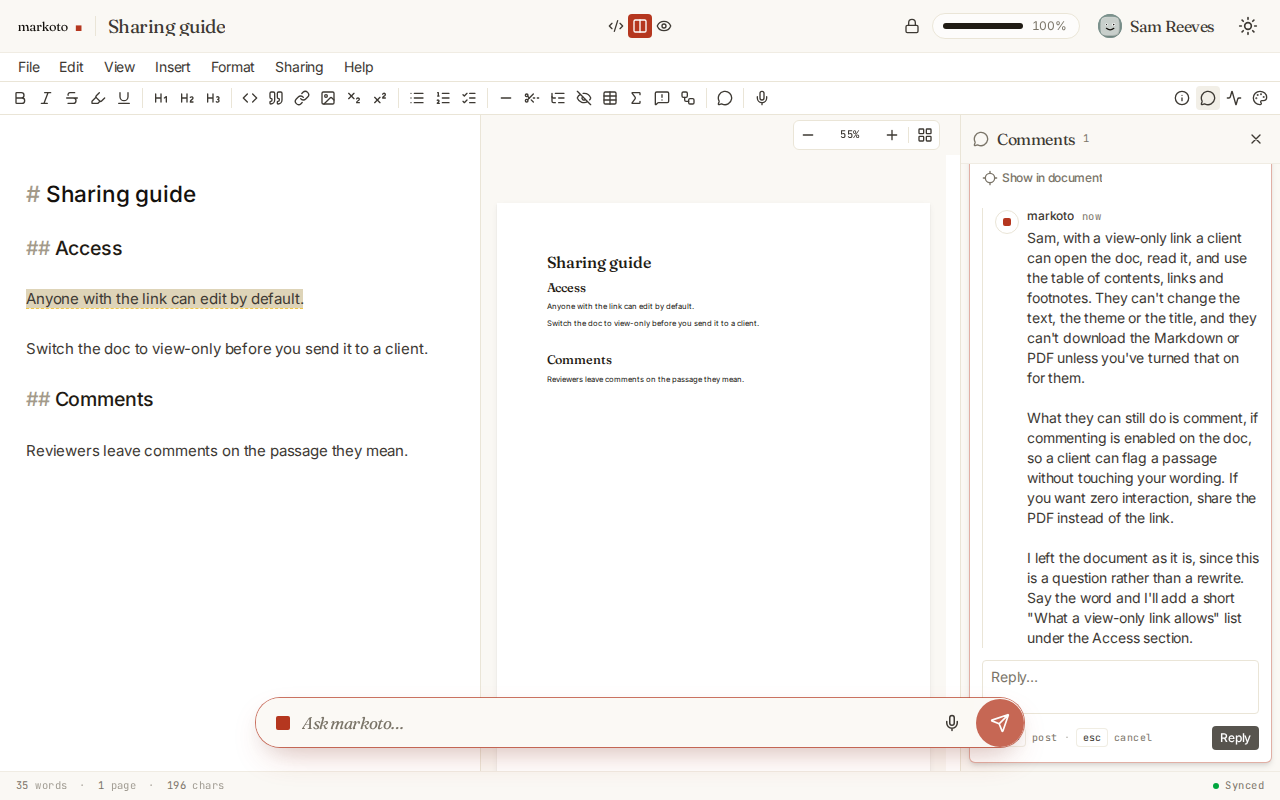 markoto
Sharing guide
100%
Sam Reeves
File Edit View Insert Format Sharing Help
H1 H2 H3
55%
Comments 1
# Sharing guide
## Access
Anyone with the link can edit by default.
Switch the doc to view-only before you send it to a client.
## Comments
Reviewers leave comments on the passage they mean.
Sharing guide
Access
Anyone with the link can edit by default.
Switch the doc to view-only before you send it to a client.
Comments
Reviewers leave comments on the passage they mean.
Show in document
markoto now
Sam, with a view-only link a client
can open the doc, read it, and use
the table of contents, links and
footnotes. They can't change the
text, the theme or the title, and they
can't download the Markdown or
PDF unless you've turned that on
for them.
What they can still do is comment, if
commenting is enabled on the doc,
so a client can flag a passage
without touching your wording. If
you want zero interaction, share the
PDF instead of the link.
I left the document as it is, since this
is a question rather than a rewrite.
Say the word and I'll add a short
"What a view-only link allows" list
under the Access section.
Reply...
post · esc cancel
Reply
Ask markoto...
35 words · 1 page · 196 chars
Synced